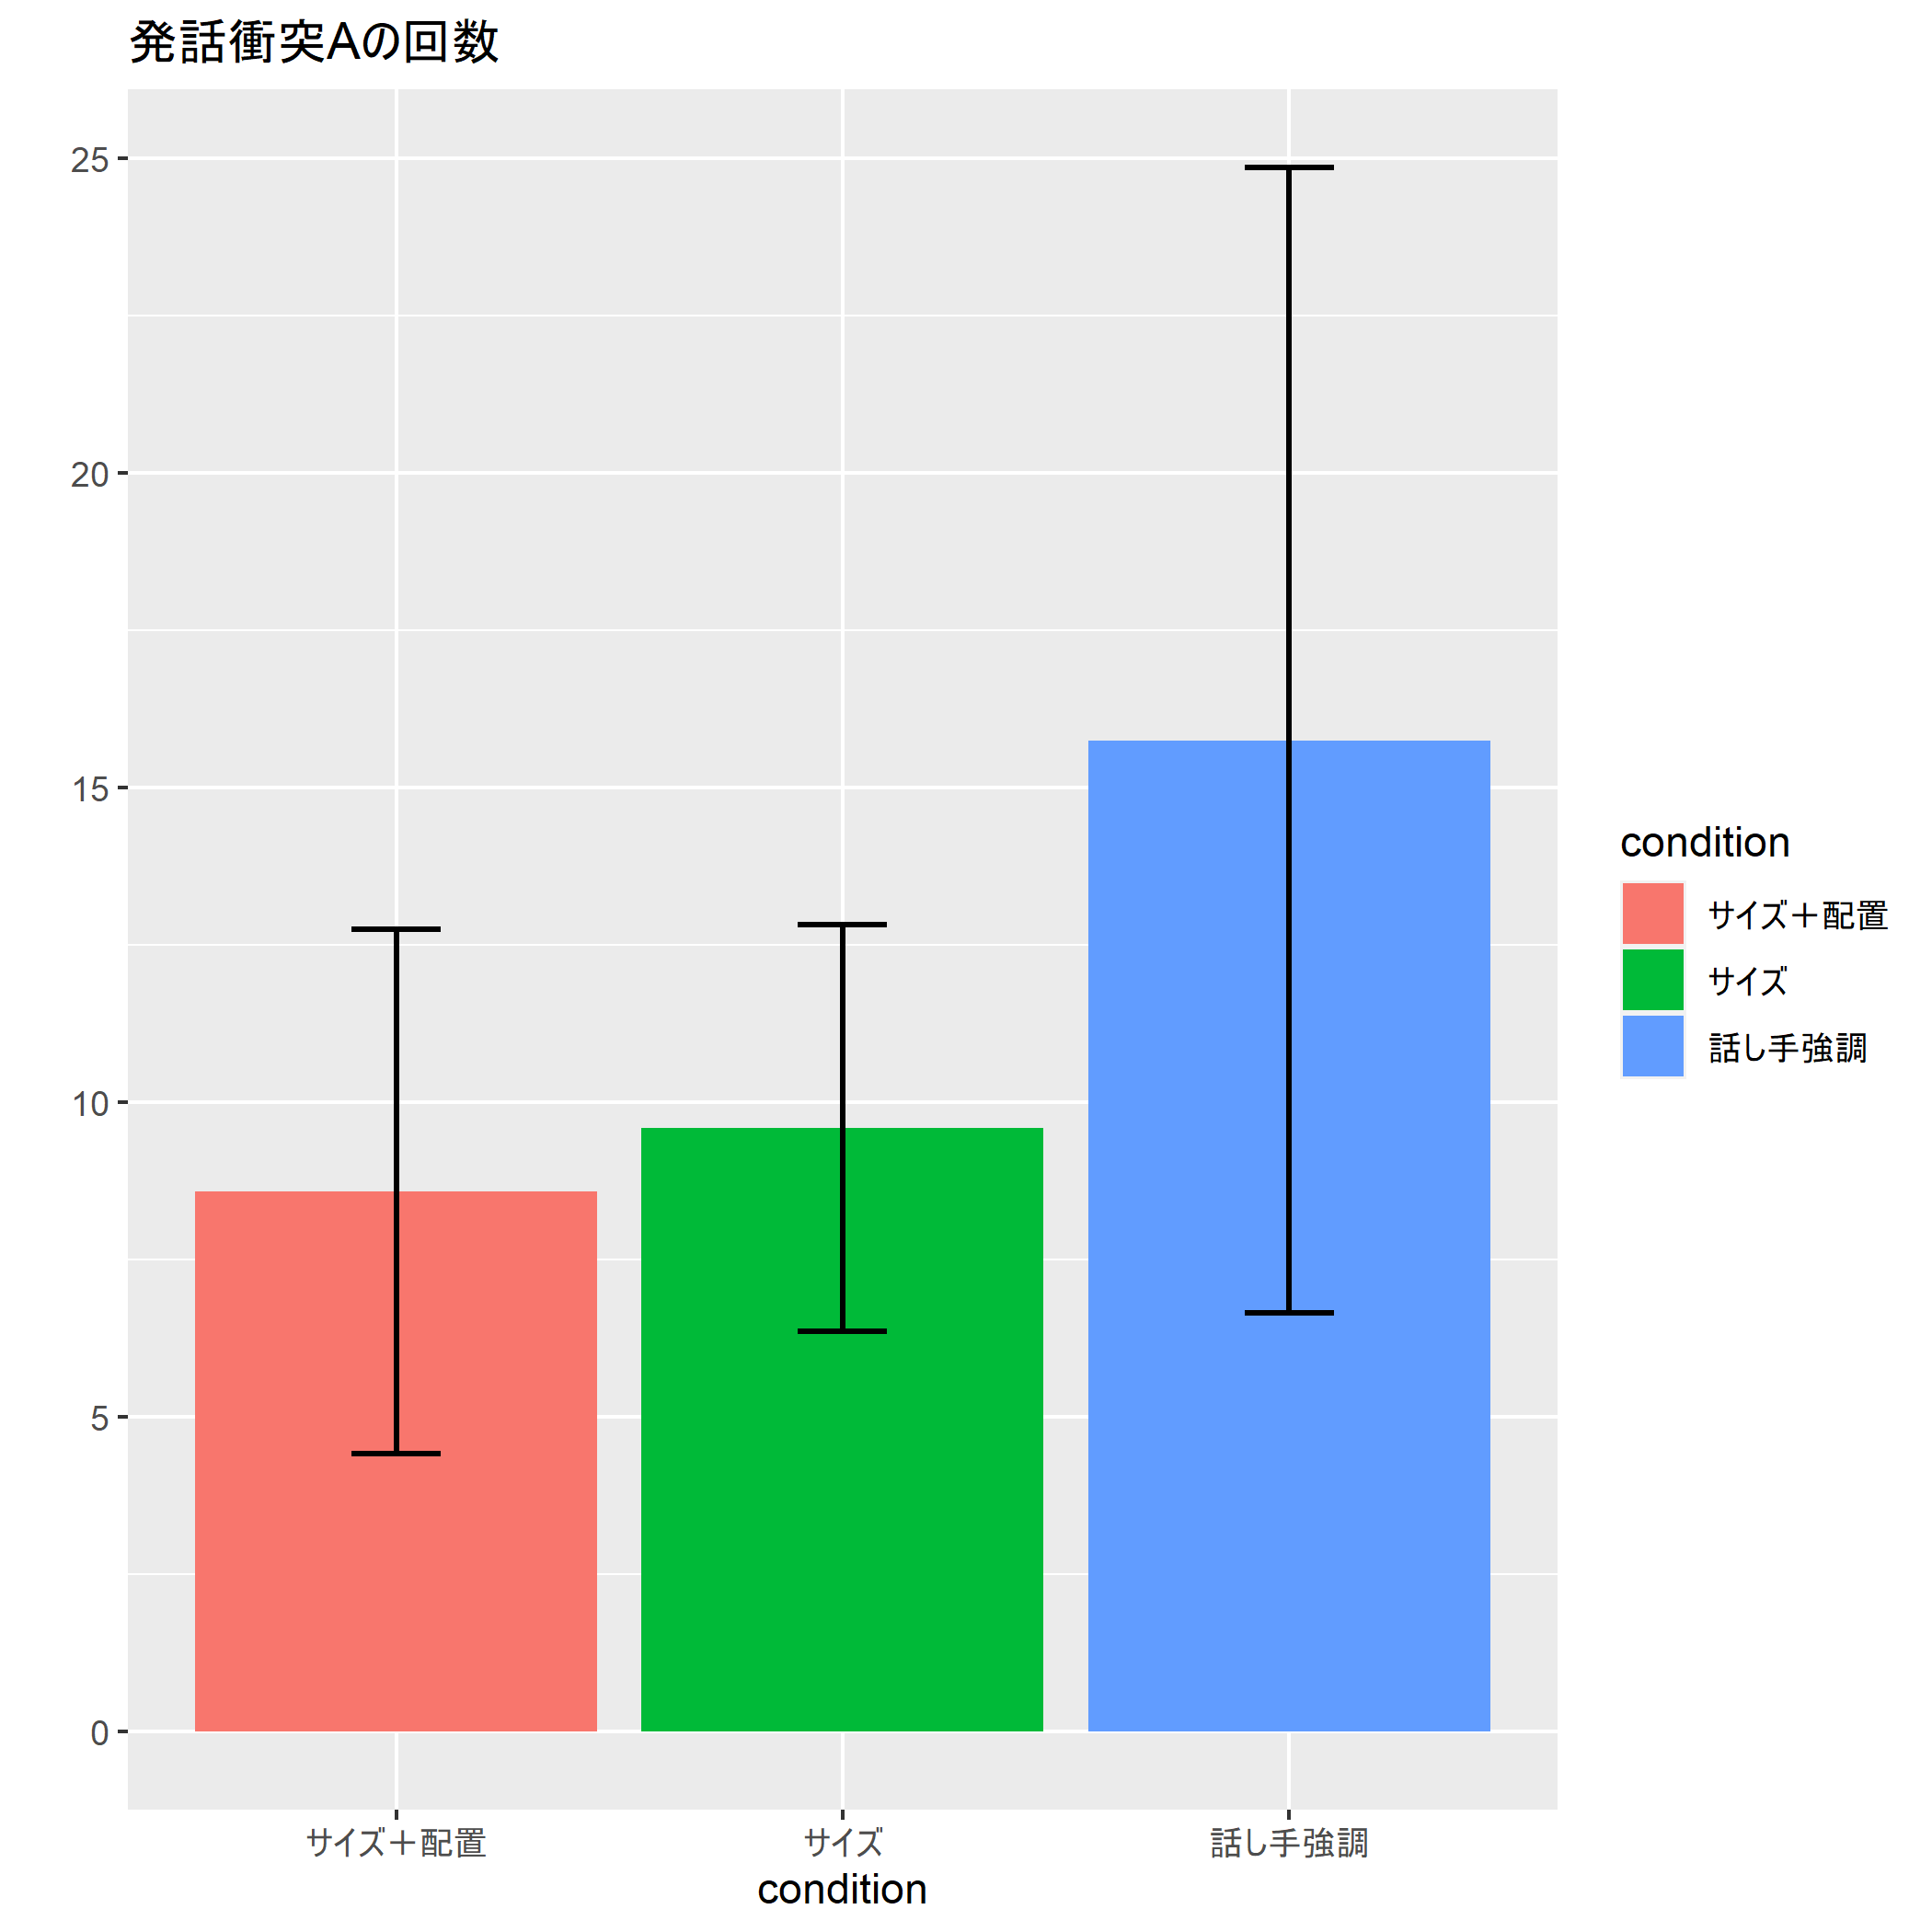 発話衝突Aの回数
25
20
15
10
5
0
サイズ＋配置
サイズ
話し手強調
condition
condition
サイズ＋配置
サイズ
話し手強調